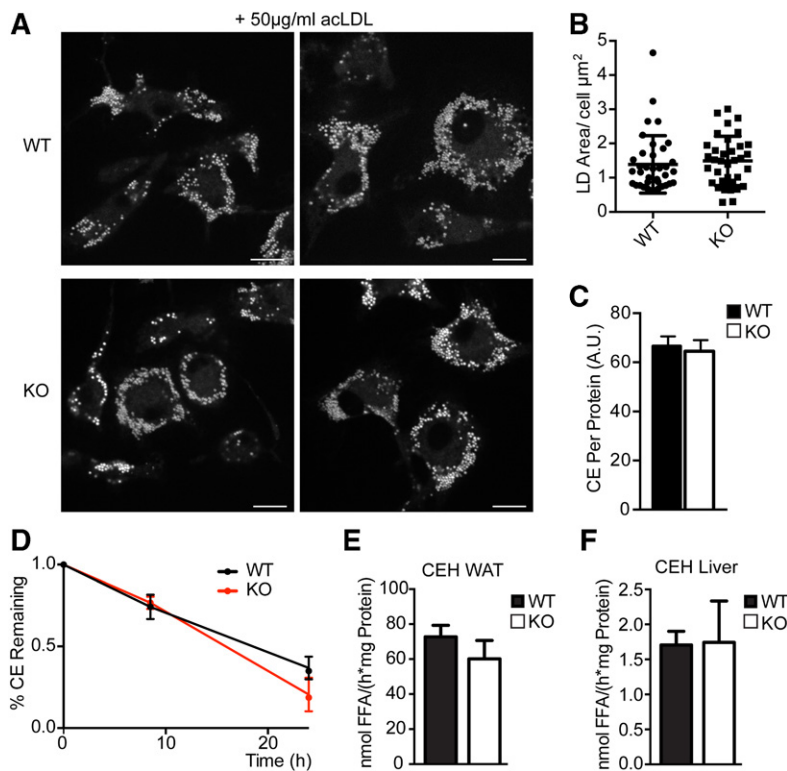 A
+ 50µg/ml acLDL
WT
KO
B
LD Area/ cell µm²
5
4
3
2
1
0
WT
KO
C
CE Per Protein (A.U.)
80
60
40
20
0
WT
KO
D
% CE Remaining
1.0
0.5
0.0
0
10
20
Time (h)
WT
KO
E
CEH WAT
nmol FFA/(h*mg Protein)
100
80
60
40
20
0
WT
KO
F
CEH Liver
nmol FFA/(h*mg Protein)
2.5
2.0
1.5
1.0
0.5
0.0
WT
KO